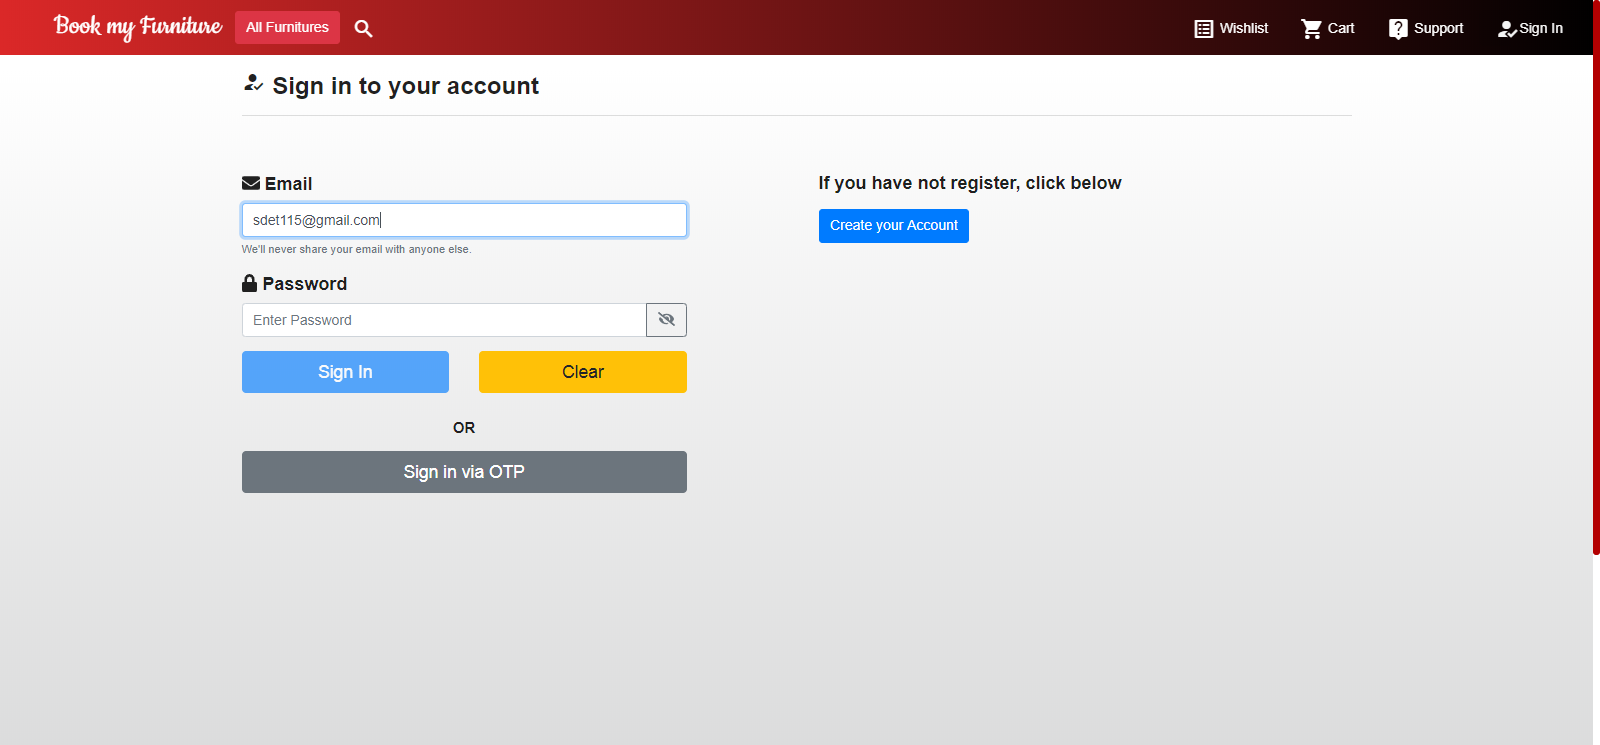 Book my Furniture All Furnitures Wishlist Cart Support Sign In
Sign in to your account
Email
sdet115@gmail.com
We'll never share your email with anyone else.
Password
Enter Password
Sign In Clear
OR
Sign in via OTP
If you have not register, click below
Create your Account